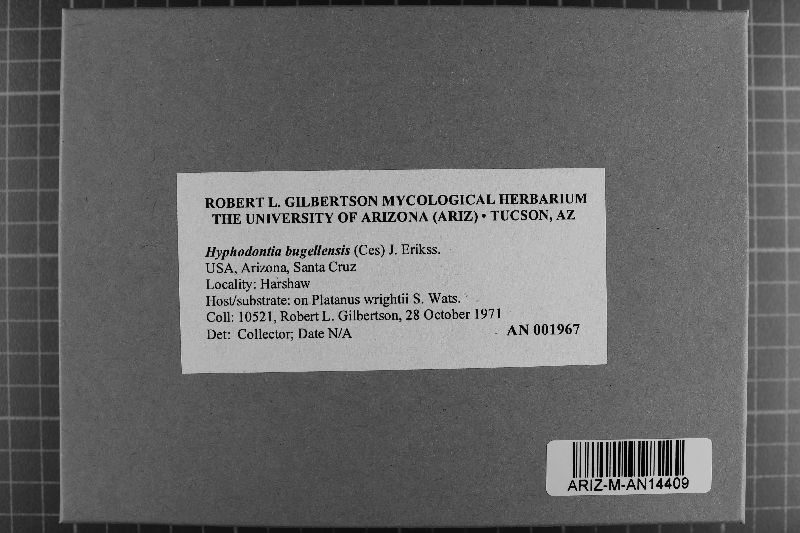 ROBERT L. GILBERTSON MYCOLOGICAL HERBARIUM
THE UNIVERSITY OF ARIZONA (ARIZ) • TUCSON, AZ
Hyphodontia bugellensis (Ces) J. Erikss.
USA, Arizona, Santa Cruz
Locality: Harshaw
Host/substrate: on Platanus wrightii S. Wats.
Coll: 10521, Robert L. Gilbertson, 28 October 1971
Det: Collector; Date N/A
AN 001967
ARIZ-M-AN14409